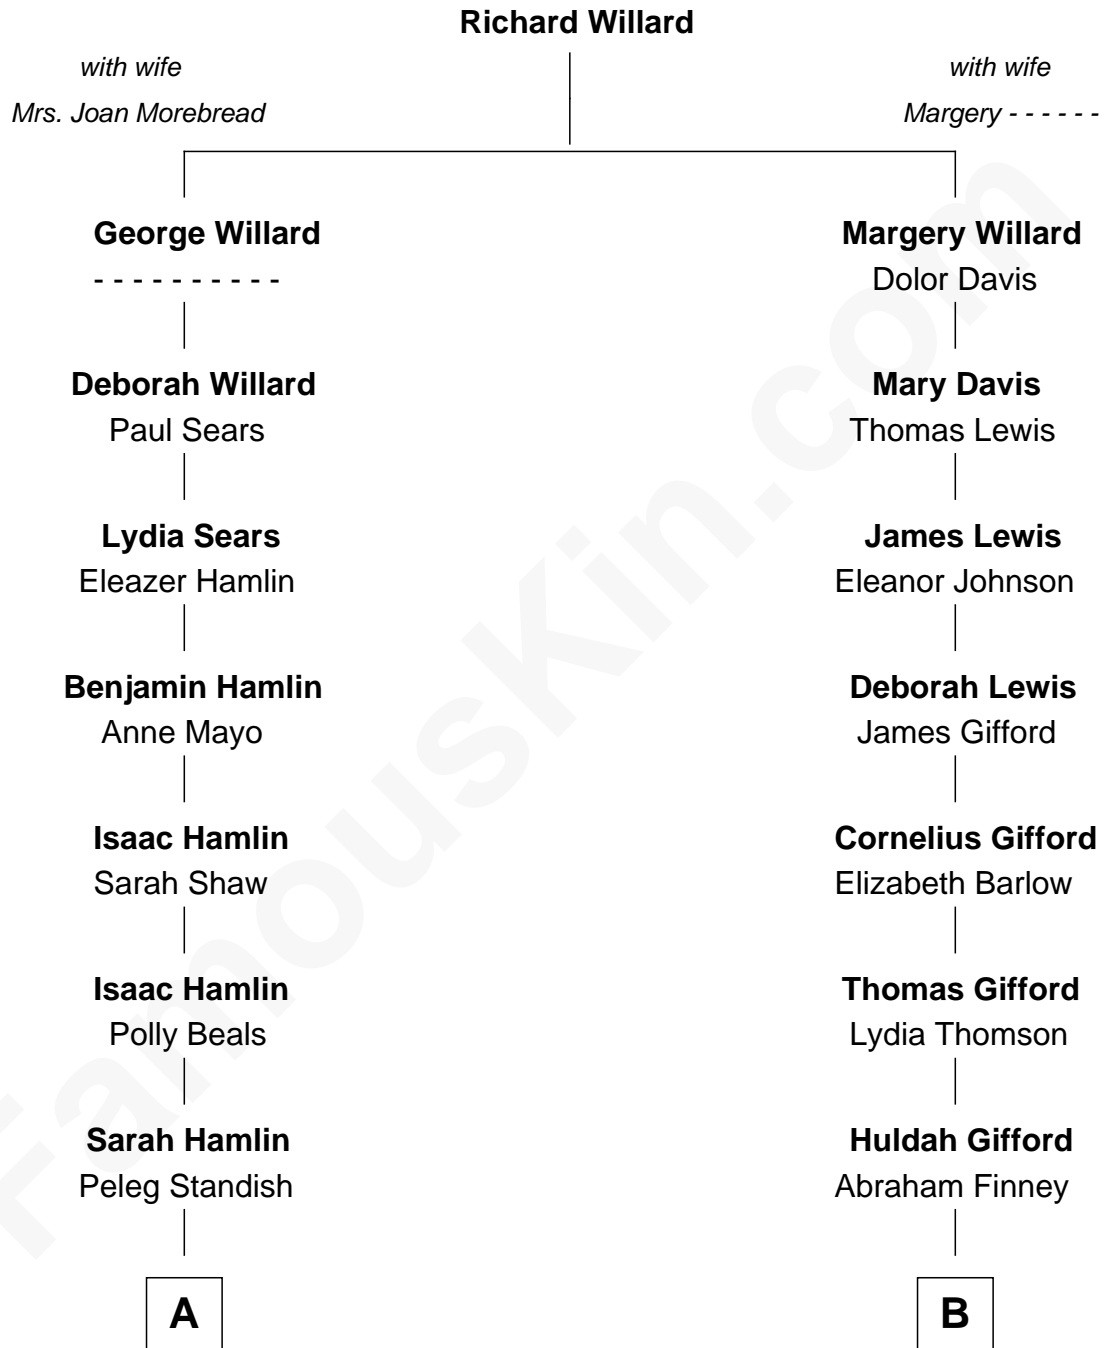 Richard Willard
with wife
Mrs. Joan Morebread
with wife
Margery - - - - - -
George Willard
- - - - - - - - - -
Margery Willard
Dolor Davis
Deborah Willard
Paul Sears
Mary Davis
Thomas Lewis
Lydia Sears
Eleazer Hamlin
James Lewis
Eleanor Johnson
Benjamin Hamlin
Anne Mayo
Deborah Lewis
James Gifford
Isaac Hamlin
Sarah Shaw
Cornelius Gifford
Elizabeth Barlow
Isaac Hamlin
Polly Beals
Thomas Gifford
Lydia Thomson
Sarah Hamlin
Peleg Standish
Huldah Gifford
Abraham Finney
A
B
FamousKin.com